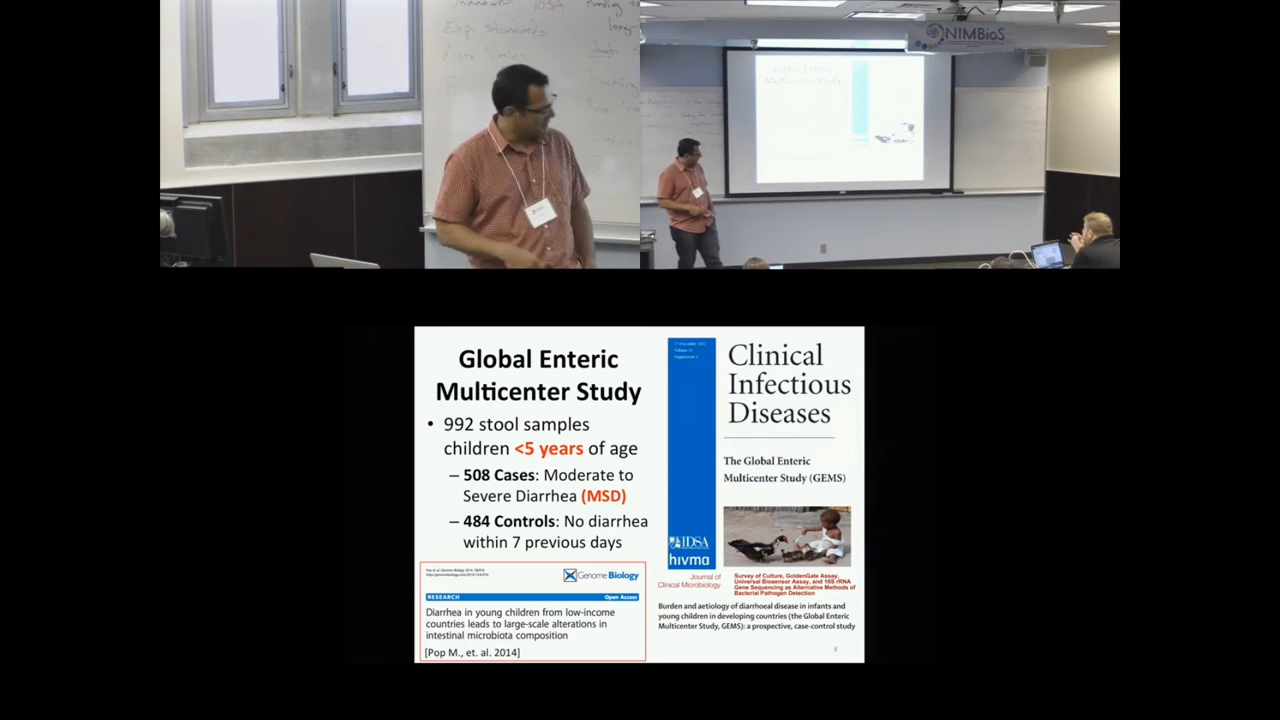 Exp. standards
NIMBioS
Global Enteric
Multicenter Study
• 992 stool samples
children <5 years of age
– 508 Cases: Moderate to
Severe Diarrhea (MSD)
– 484 Controls: No diarrhea
within 7 previous days
Genome Biology
RESEARCH Open Access
Diarrhea in young children from low-income
countries leads to large-scale alterations in
intestinal microbiota composition
[Pop M., et. al. 2014]
Clinical
Infectious
Diseases
The Global Enteric
Multicenter Study (GEMS)
IDSA
hivma
Journal of
Clinical Microbiology
Survey of Culture, GoldenGate Assay,
Universal Biosensor Assay, and 16S rRNA
Gene Sequencing as Alternative Methods of
Bacterial Pathogen Detection
Burden and aetiology of diarrhoeal disease in infants and
young children in developing countries (the Global Enteric
Multicenter Study, GEMS): a prospective, case-control study
8